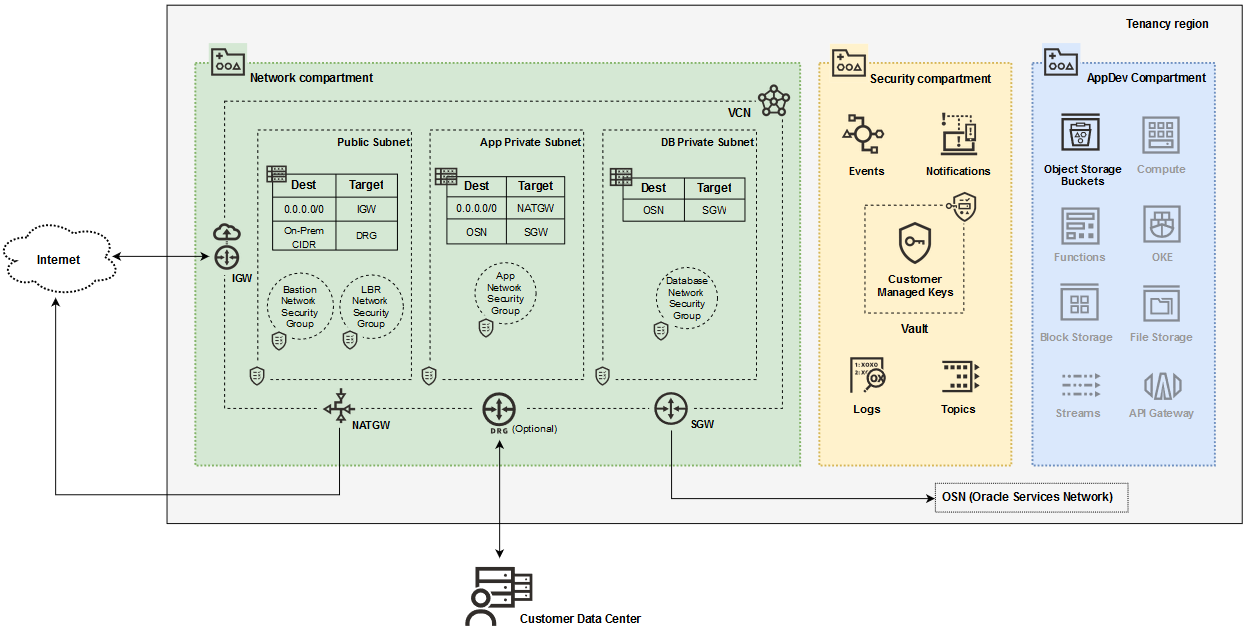 Tenancy region
Network compartment
VCN
Public Subnet
Dest Target
0.0.0.0/0 IGW
On-Prem
CIDR
DRG
Bastion
Network
Security
Group
LBR
Network
Security
Group
App Private Subnet
Dest Target
0.0.0.0/0 NATGW
OSN SGW
App
Network
Security
Group
DB Private Subnet
Dest Target
OSN SGW
Database
Network
Security
Group
Internet
IGW
NATGW
DRG (Optional)
SGW
Security compartment
Events
Notifications
Customer
Managed Keys
Vault
1: XOXO
2: X
OX
Logs
Topics
AppDev Compartment
Object Storage
Buckets
Compute
Functions
OKE
Block Storage
File Storage
Streams
API Gateway
OSN (Oracle Services Network)
Customer Data Center